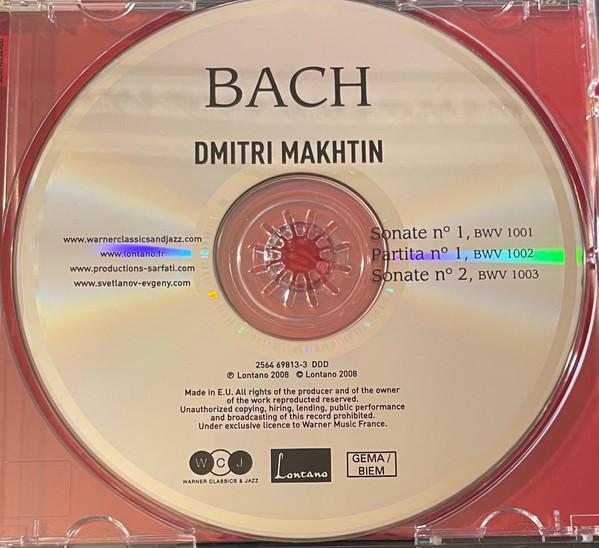 BACH
DMITRI MAKHTIN
www.warnerclassicsandjazz.com
www.lontano.fr
www.productions-sarfati.com
www.svetlanov-evgeny.com
Sonate nº 1, BWV 1001
Partita nº 1, BWV 1002
Sonate nº 2, BWV 1003
2564 69813-3 DDD
℗ Lontano 2008 © Lontano 2008
Made in E.U. All rights of the producer and of the owner
of the work reproducted reserved.
Unauthorized copying, hiring, lending, public performance
and broadcasting of this record prohibited.
Under exclusive licence to Warner Music France.
W C J
WARNER CLASSICS & JAZZ
Lontano
GEMA /
BIEM